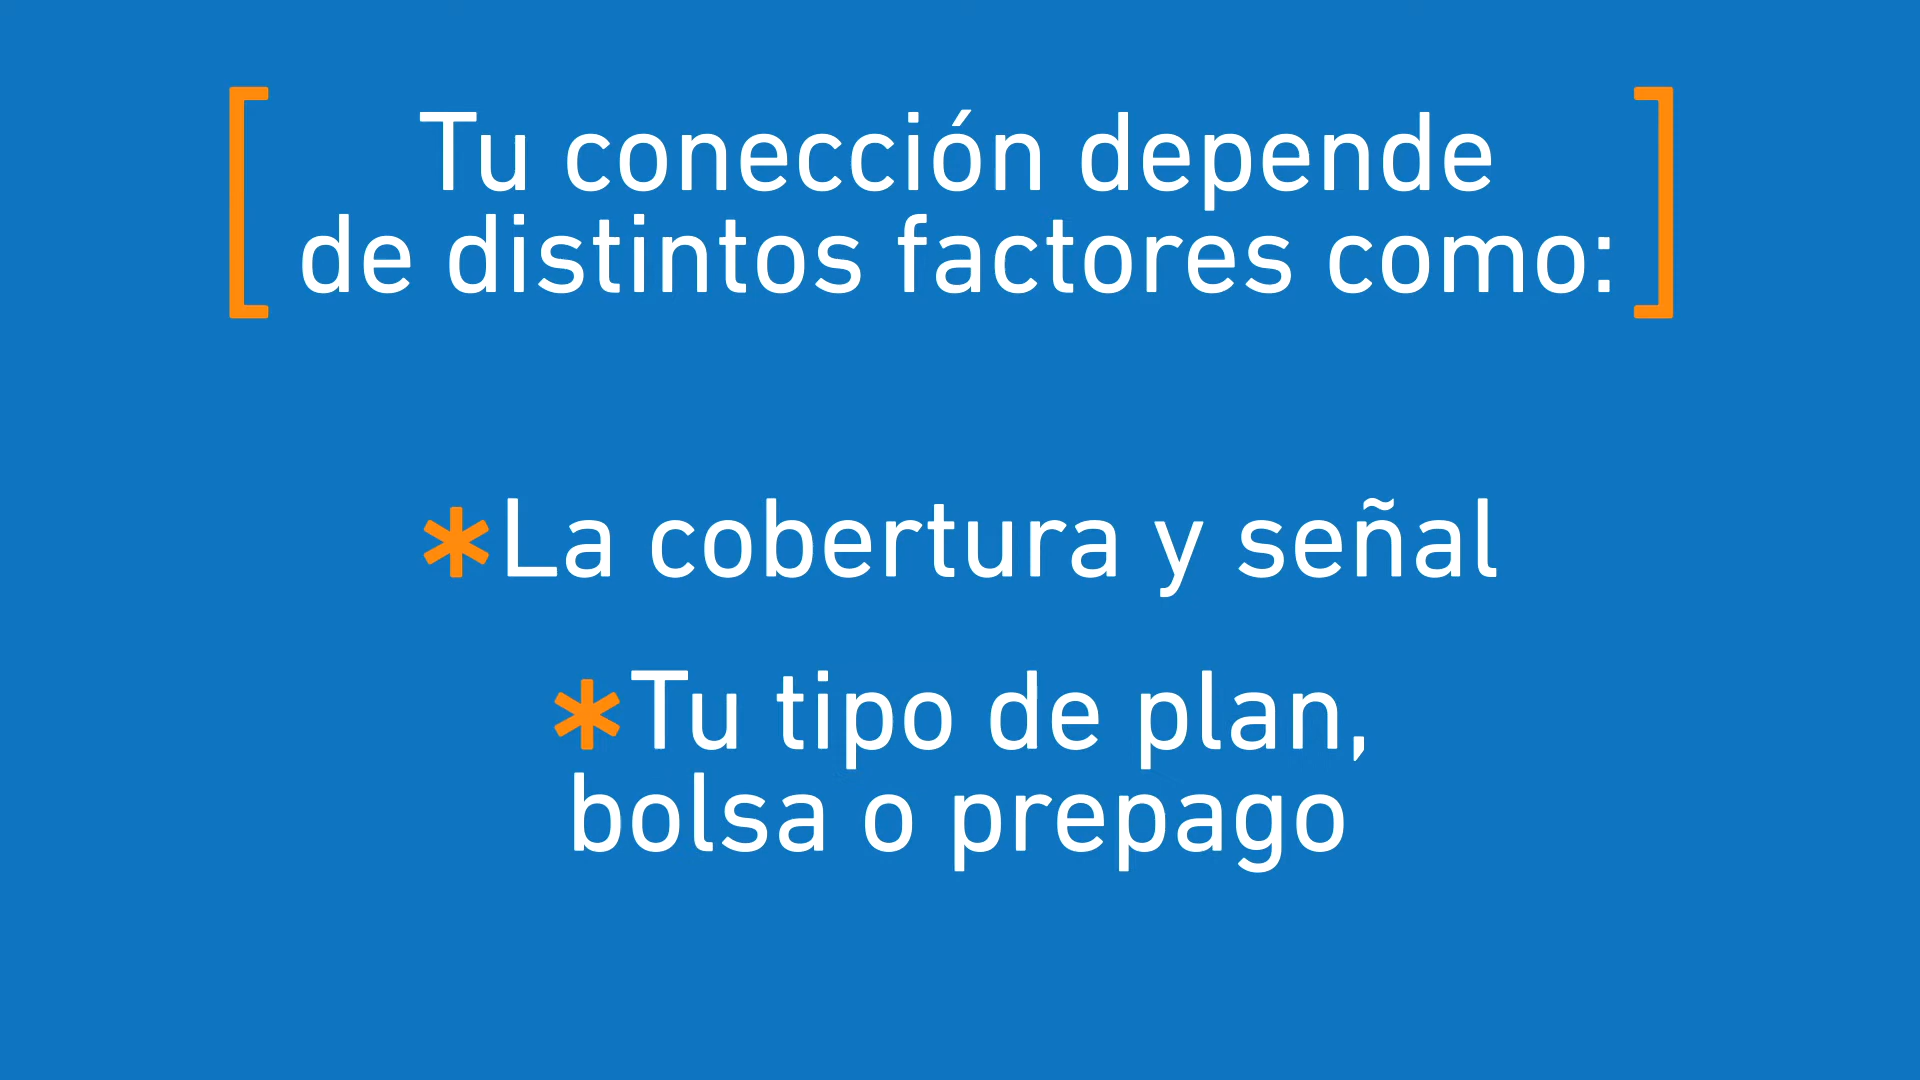 [Tu conección depende
de distintos factores como:]
*La cobertura y señal
*Tu tipo de plan,
bolsa o prepago